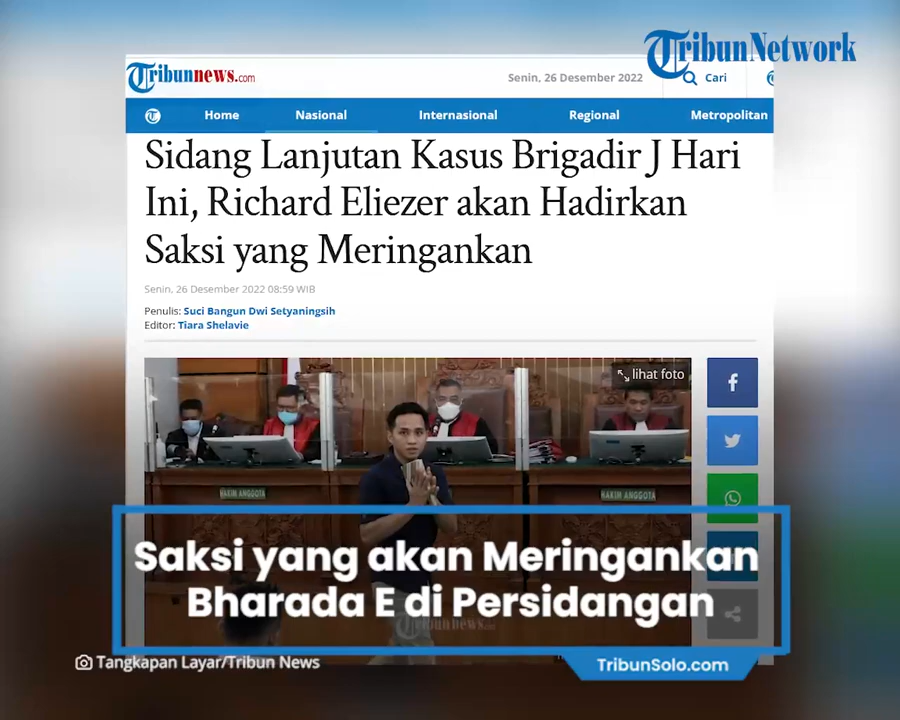 TribunNetwork
Tribunnews.com
Senin, 26 Desember 2022
Cari
Home Nasional Internasional Regional Metropolitan
Sidang Lanjutan Kasus Brigadir J Hari
Ini, Richard Eliezer akan Hadirkan
Saksi yang Meringankan
Senin, 26 Desember 2022 08:59 WIB
Penulis: Suci Bangun Dwi Setyaningsih
Editor: Tiara Shelavie
lihat foto
HAKIM ANGGOTA
HAKIM ANGGOTA
Saksi yang akan Meringankan
Bharada E di Persidangan
Tribunnews.com
Tangkapan Layar/Tribun News
TribunSolo.com